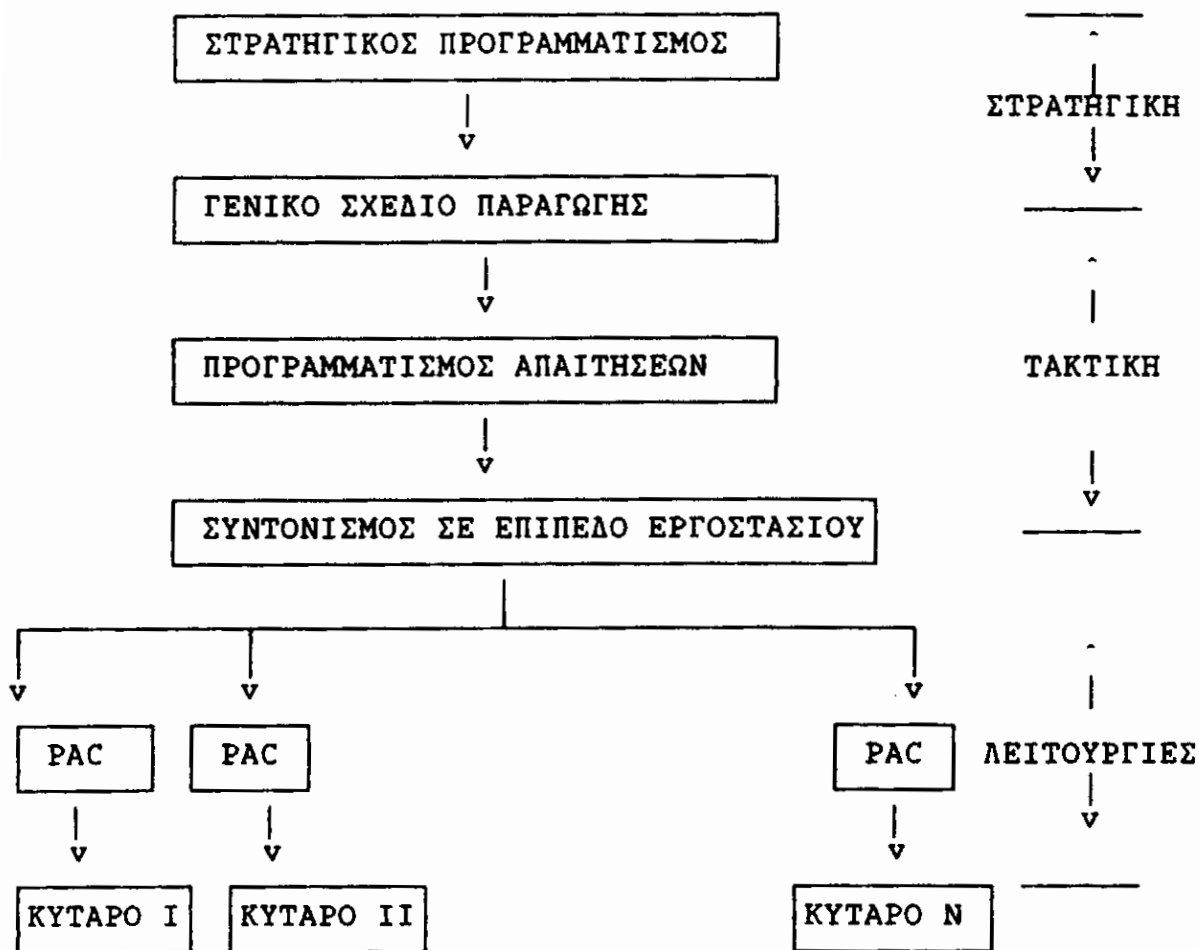 ΣΤΡΑΤΗΓΙΚΟΣ ΠΡΟΓΡΑΜΜΑΤΙΣΜΟΣ
ΣΤΡΑΤΗΓΙΚΗ
ΓΕΝΙΚΟ ΣΧΕΔΙΟ ΠΑΡΑΓΩΓΗΣ
ΠΡΟΓΡΑΜΜΑΤΙΣΜΟΣ ΑΠΑΙΤΗΣΕΩΝ
ΤΑΚΤΙΚΗ
ΣΥΝΤΟΝΙΣΜΟΣ ΣΕ ΕΠΙΠΕΔΟ ΕΡΓΟΣΤΑΣΙΟΥ
PAC PAC PAC ΛΕΙΤΟΥΡΓΙΕΣ
ΚΥΤΑΡΟ I ΚΥΤΑΡΟ II ΚΥΤΑΡΟ N